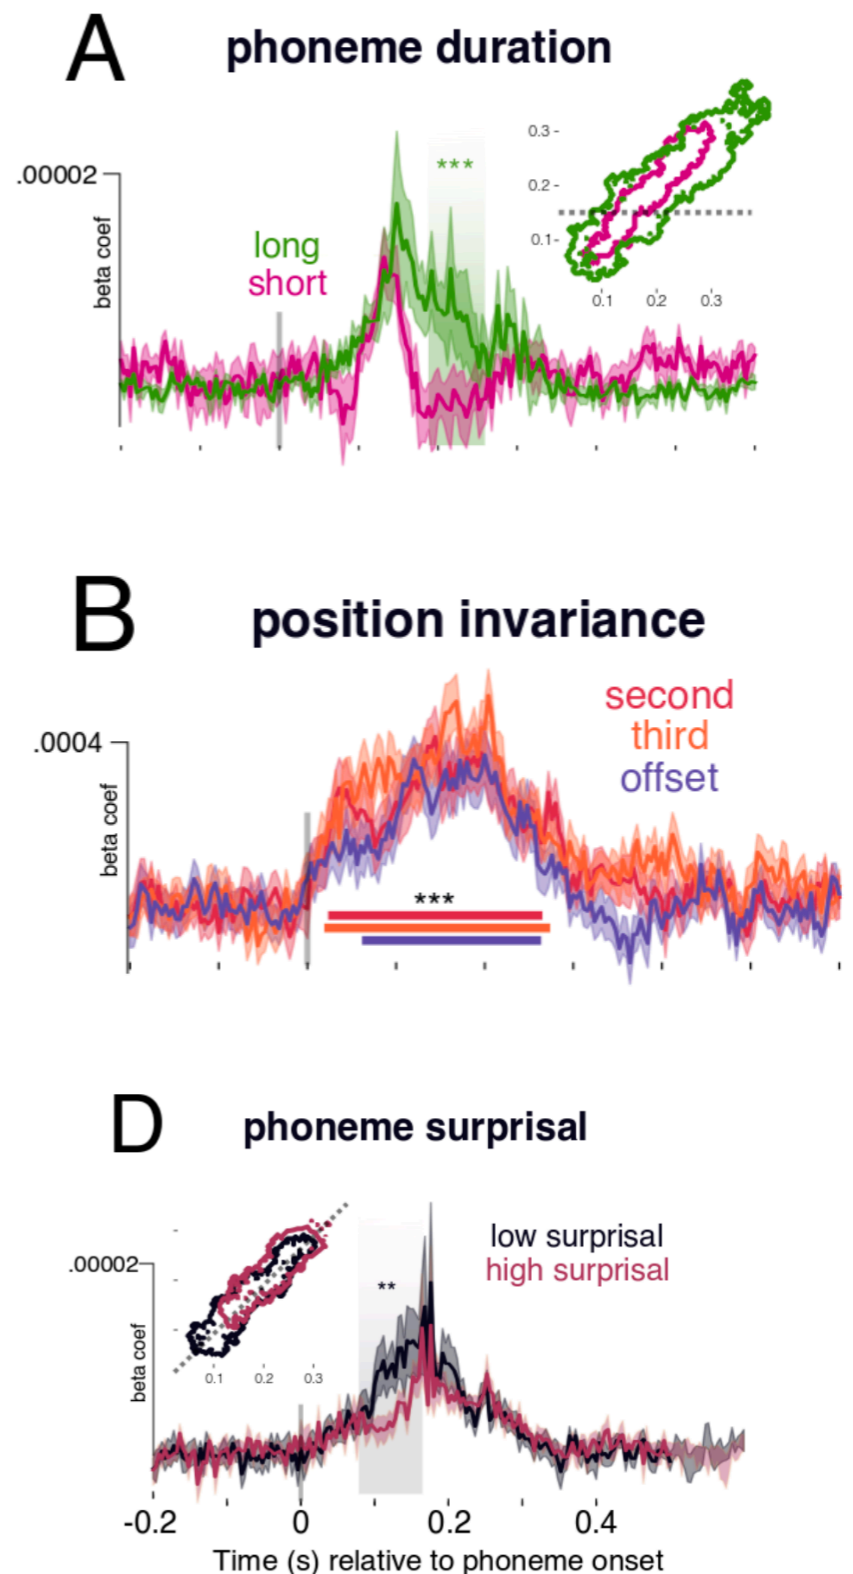 A phoneme duration
.00002
beta coef
long
short
***
0.3 -
0.2 -
0.1 -
0.1 0.2 0.3
B position invariance
.0004
beta coef
second
third
offset
***
D phoneme surprisal
.00002
beta coef
low surprisal
high surprisal
**
0.1 0.2 0.3
-0.2 0 0.2 0.4
Time (s) relative to phoneme onset